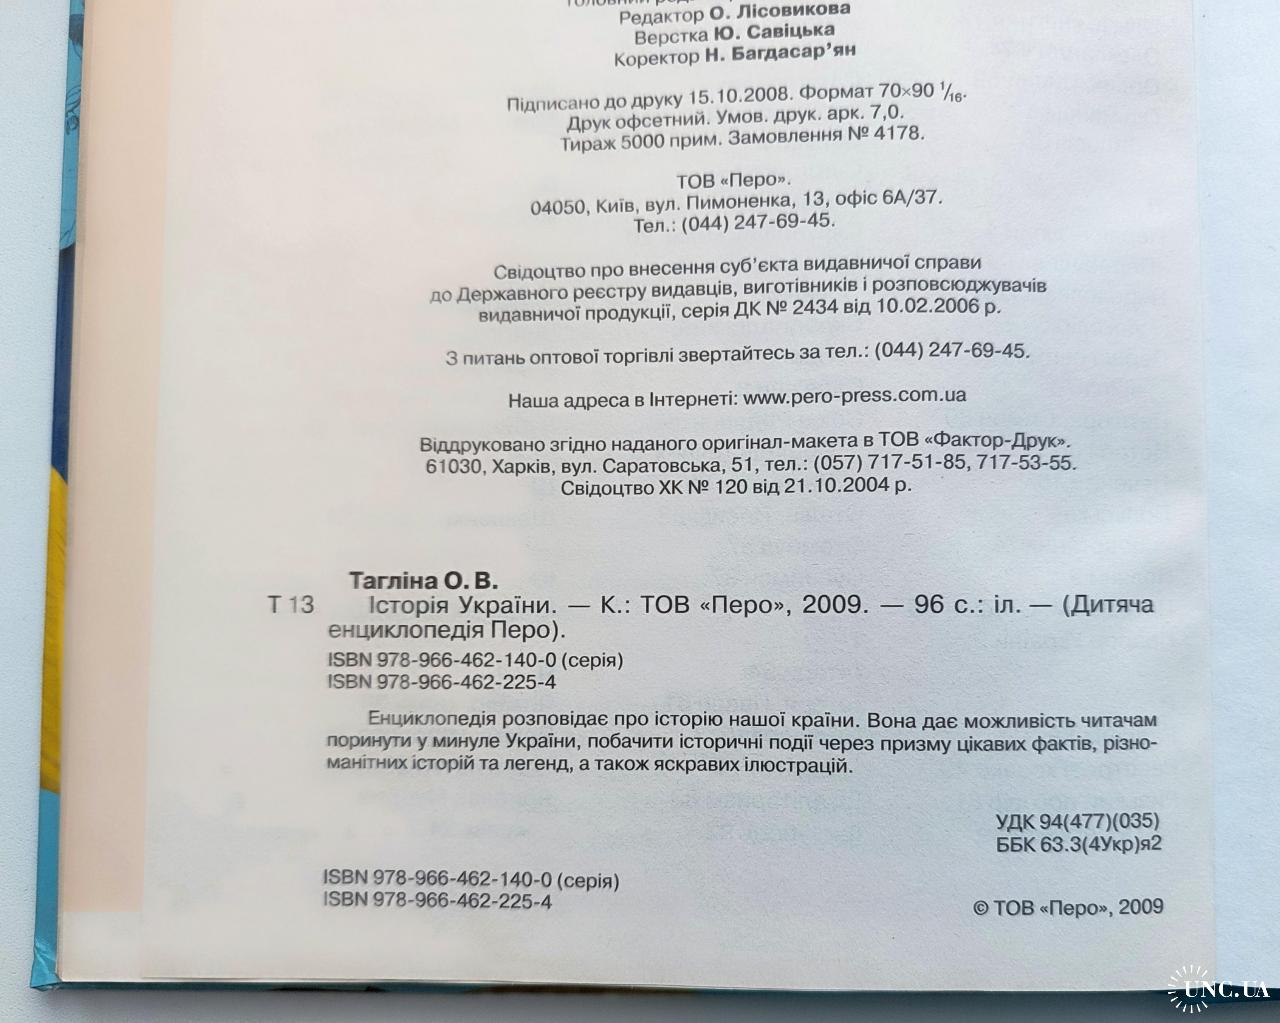 Редактор О. Лісовикова
Верстка Ю. Савіцька
Коректор Н. Багдасар’ян
Підписано до друку 15.10.2008. Формат 70×90 1/16.
Друк офсетний. Умов. друк. арк. 7,0.
Тираж 5000 прим. Замовлення № 4178.
ТОВ «Перо».
04050, Київ, вул. Пимоненка, 13, офіс 6А/37.
Тел.: (044) 247-69-45.
Свідоцтво про внесення суб’єкта видавничої справи
до Державного реєстру видавців, виготівників і розповсюджувачів
видавничої продукції, серія ДК № 2434 від 10.02.2006 р.
З питань оптової торгівлі звертайтесь за тел.: (044) 247-69-45.
Наша адреса в Інтернеті: www.pero-press.com.ua
Віддруковано згідно наданого оригінал-макета в ТОВ «Фактор-Друк».
61030, Харків, вул. Саратовська, 51, тел.: (057) 717-51-85, 717-53-55.
Свідоцтво ХК № 120 від 21.10.2004 р.
Тагліна О. В.
Т 13 Історія України. — К.: ТОВ «Перо», 2009. — 96 с.: іл. — (Дитяча
енциклопедія Перо).
ISBN 978-966-462-140-0 (серія)
ISBN 978-966-462-225-4
Енциклопедія розповідає про історію нашої країни. Вона дає можливість читачам
поринути у минуле України, побачити історичні події через призму цікавих фактів, різно-
манітних історій та легенд, а також яскравих ілюстрацій.
УДК 94(477)(035)
ББК 63.3(4Укр)я2
ISBN 978-966-462-140-0 (серія)
ISBN 978-966-462-225-4
© ТОВ «Перо», 2009
UNC.UA